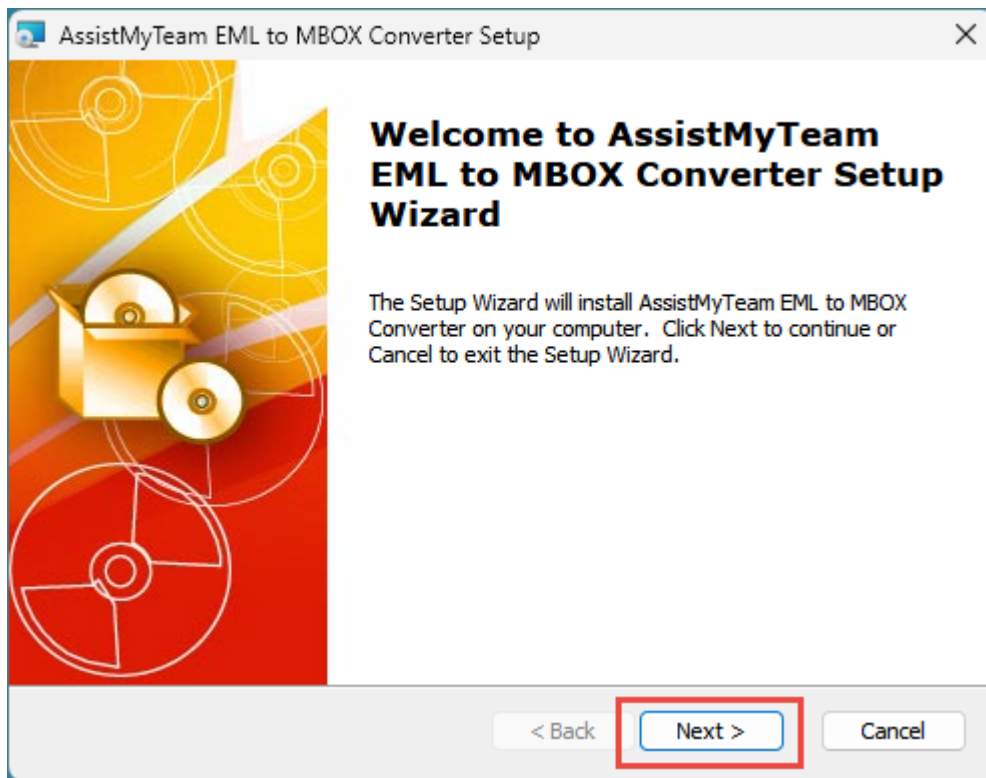 AssistMyTeam EML to MBOX Converter Setup
Welcome to AssistMyTeam
EML to MBOX Converter Setup
Wizard
The Setup Wizard will install AssistMyTeam EML to MBOX
Converter on your computer.  Click Next to continue or
Cancel to exit the Setup Wizard.
< Back
Next >
Cancel